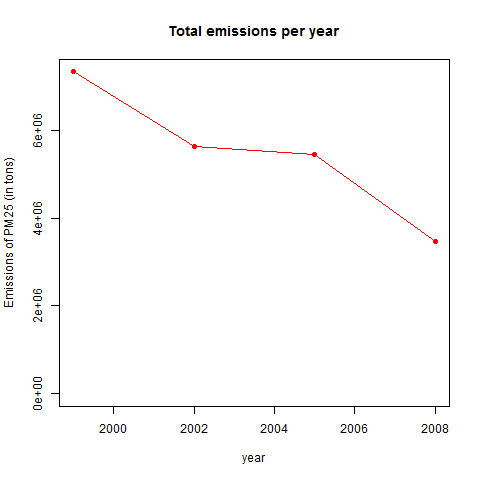 Total emissions per year
Emissions of PM25 (in tons)
6e+06
4e+06
2e+06
0e+00
2000 2002 2004 2006 2008
year